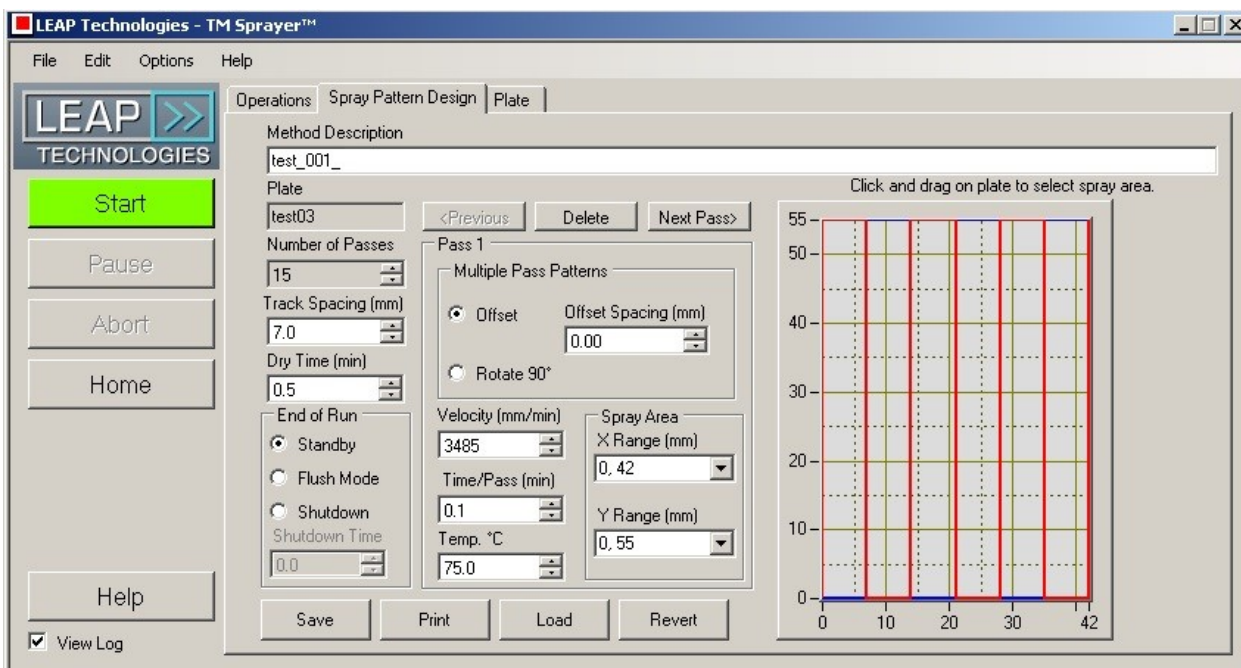 LEAP Technologies - TM Sprayer™
File Edit Options Help
LEAP >>
TECHNOLOGIES
Start
Pause
Abort
Home
Help
View Log
Operations Spray Pattern Design Plate
Method Description
test_001_
Plate
test03
<Previous Delete Next Pass>
Number of Passes
15
Track Spacing (mm)
7.0
Dry Time (min)
0.5
End of Run
Standby
Flush Mode
Shutdown
Shutdown Time
0.0
Pass 1
Multiple Pass Patterns
Offset
Offset Spacing (mm)
0.00
Rotate 90°
Velocity (mm/min)
3485
Time/Pass (min)
0.1
Temp. °C
75.0
Spray Area
X Range (mm)
0, 42
Y Range (mm)
0, 55
Save Print Load Revert
Click and drag on plate to select spray area.
55
50
40
30
20
10
0
0 10 20 30 42